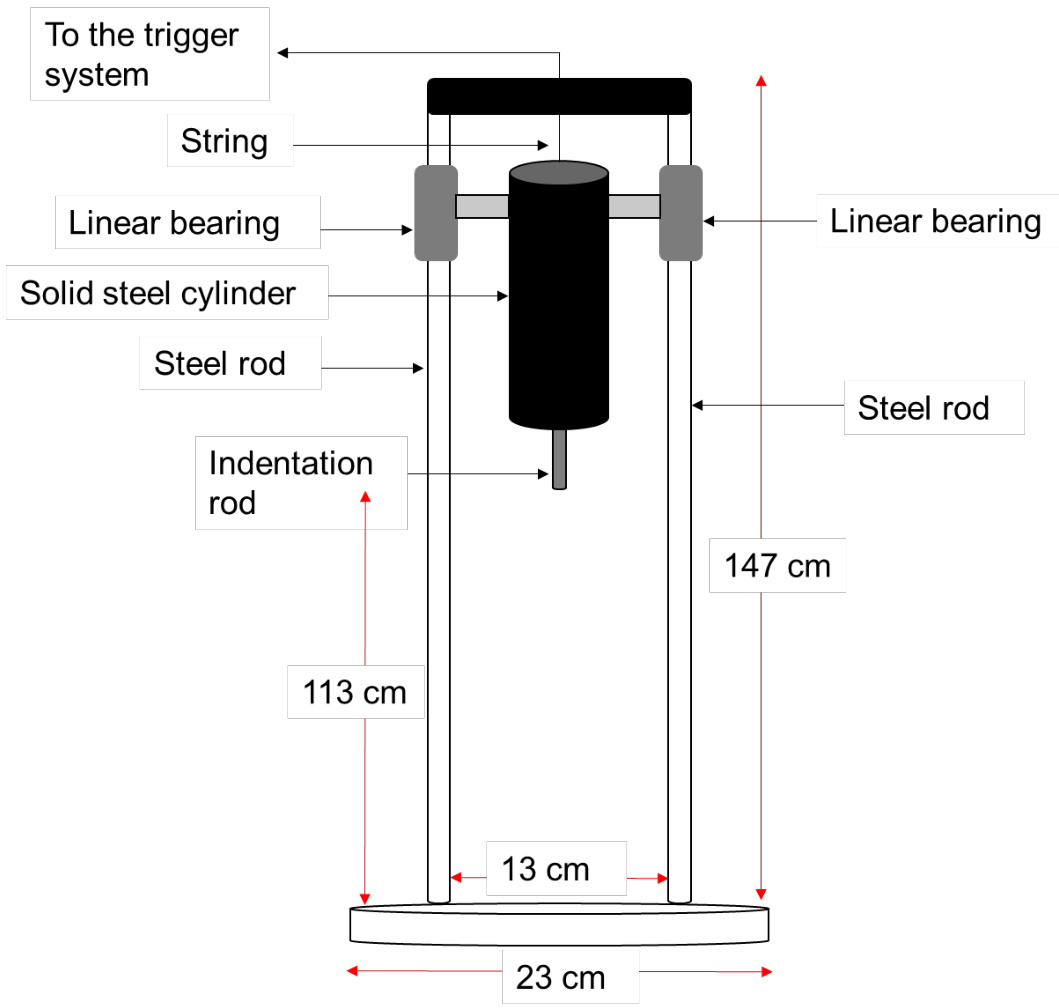 To the trigger
system
String
Linear bearing
Linear bearing
Solid steel cylinder
Steel rod
Steel rod
Indentation
rod
147 cm
113 cm
13 cm
23 cm